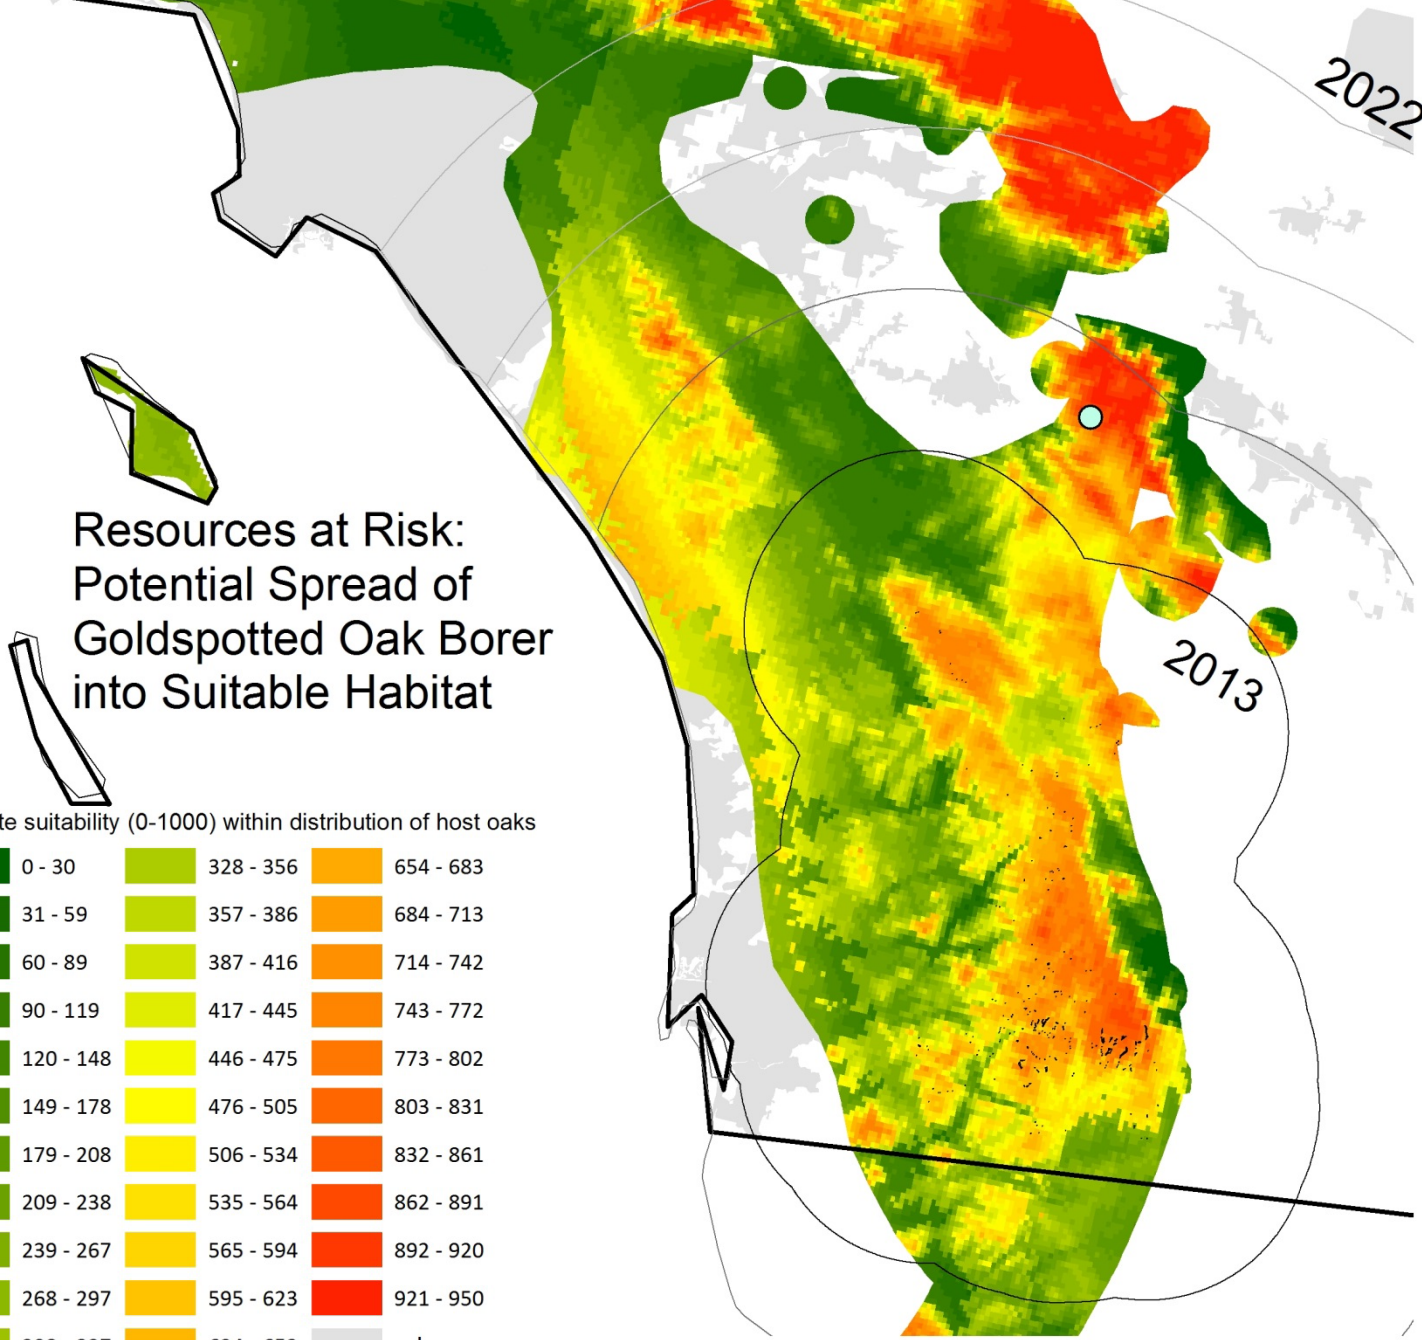 2022
Resources at Risk:
Potential Spread of
Goldspotted Oak Borer
into Suitable Habitat
2013
suitability (0-1000) within distribution of host oaks
0 - 30 328 - 356 654 - 683
31 - 59 357 - 386 684 - 713
60 - 89 387 - 416 714 - 742
90 - 119 417 - 445 743 - 772
120 - 148 446 - 475 773 - 802
149 - 178 476 - 505 803 - 831
179 - 208 506 - 534 832 - 861
209 - 238 535 - 564 862 - 891
239 - 267 565 - 594 892 - 920
268 - 297 595 - 623 921 - 950